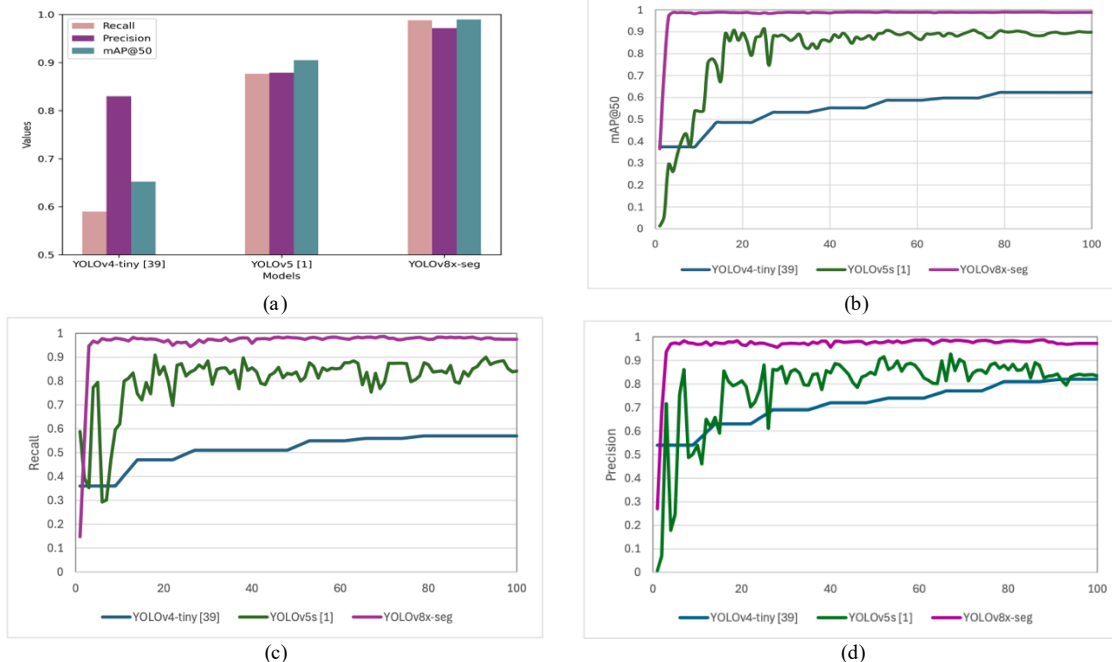 Recall
Precision
mAP@50
1.0
0.9
0.8
0.7
0.6
0.5
Values
YOLOv4-tiny [39]
YOLOv5 [1]
YOLOv8x-seg
Models
(a)
1
0.9
0.8
0.7
0.6
0.5
0.4
0.3
0.2
0.1
0
mAP@50
0
20
40
60
80
100
YOLOv4-tiny [39]
YOLOv5s [1]
YOLOv8x-seg
(b)
1
0.9
0.8
0.7
0.6
0.5
0.4
0.3
0.2
0.1
0
Recall
0
20
40
60
80
100
YOLOv4-tiny [39]
YOLOv5s [1]
YOLOv8x-seg
(c)
1
0.9
0.8
0.7
0.6
0.5
0.4
0.3
0.2
0.1
0
Precision
0
20
40
60
80
100
YOLOv4-tiny [39]
YOLOv5s [1]
YOLOv8x-seg
(d)